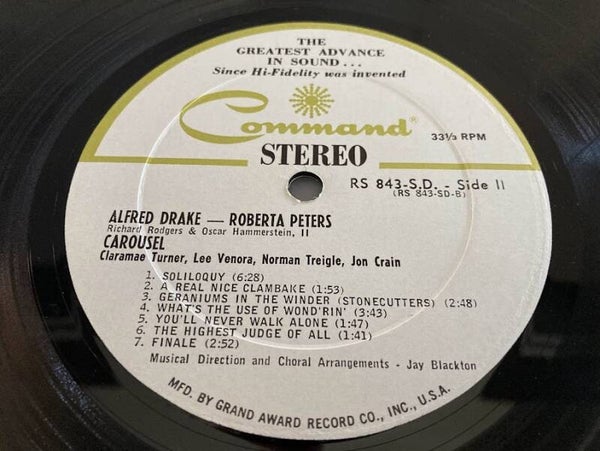 THE
GREATEST ADVANCE
IN SOUND...
Since Hi-Fidelity was invented
Command®
33⅓ RPM
STEREO
RS 843-S.D. - Side II
(RS 843-SD-B)
ALFRED DRAKE — ROBERTA PETERS
Richard Rodgers & Oscar Hammerstein, II
CAROUSEL
Claramae Turner, Lee Venora, Norman Treigle, Jon Crain
1. SOLILOQUY (6:28)
2. A REAL NICE CLAMBAKE (1:53)
3. GERANIUMS IN THE WINDER (STONECUTTERS) (2:48)
4. WHAT'S THE USE OF WOND'RIN' (3:43)
5. YOU'LL NEVER WALK ALONE (1:47)
6. THE HIGHEST JUDGE OF ALL (1:41)
7. FINALE (2:52)
Musical Direction and Choral Arrangements - Jay Blackton
MFD. BY GRAND AWARD RECORD CO., INC., U.S.A.